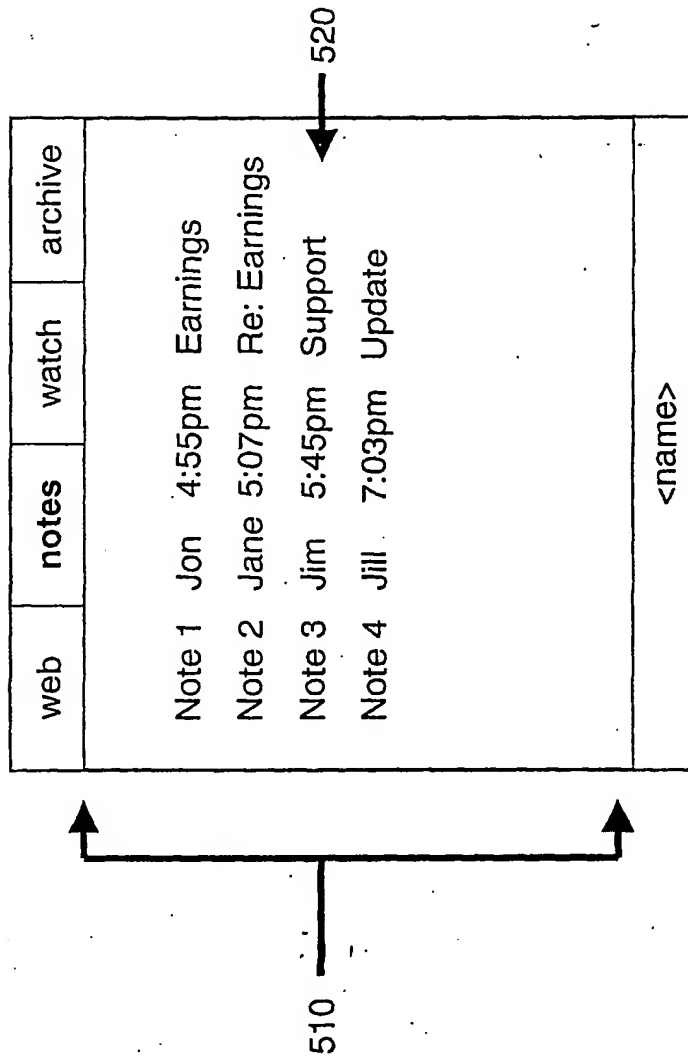 web notes watch archive
Note 1 Jon 4:55pm Earnings
Note 2 Jane 5:07pm Re: Earnings
Note 3 Jim 5:45pm Support
Note 4 Jill 7:03pm Update
<name>
510
520